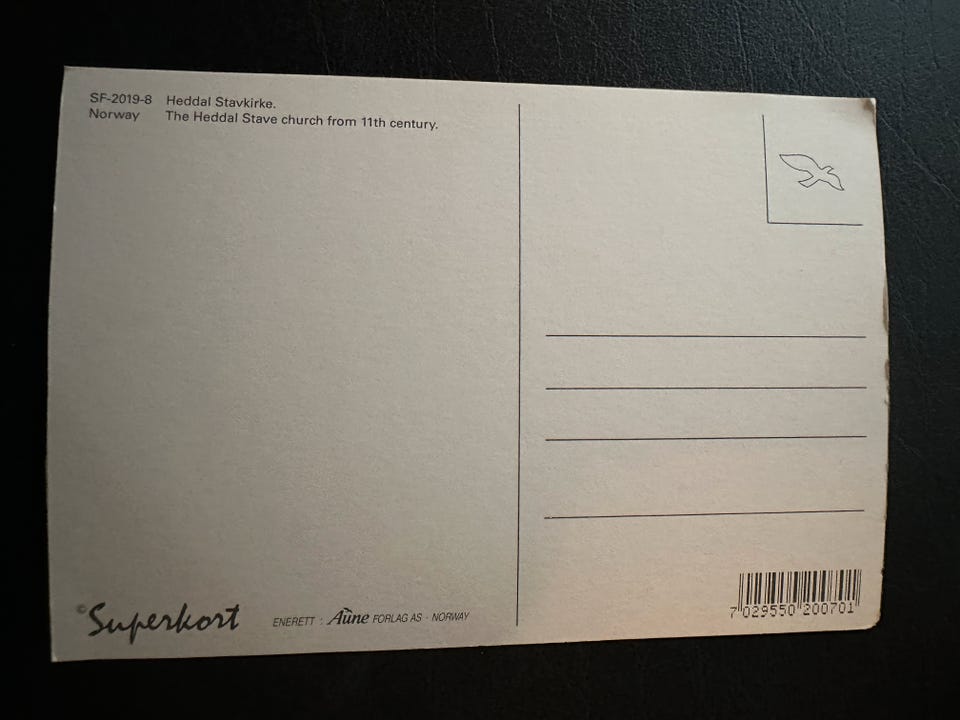 SF-2019-8 Heddal Stavkirke.
Norway The Heddal Stave church from 11th century.
© Superkort
ENERETT : Aune FORLAG AS · NORWAY
7 029550 200701